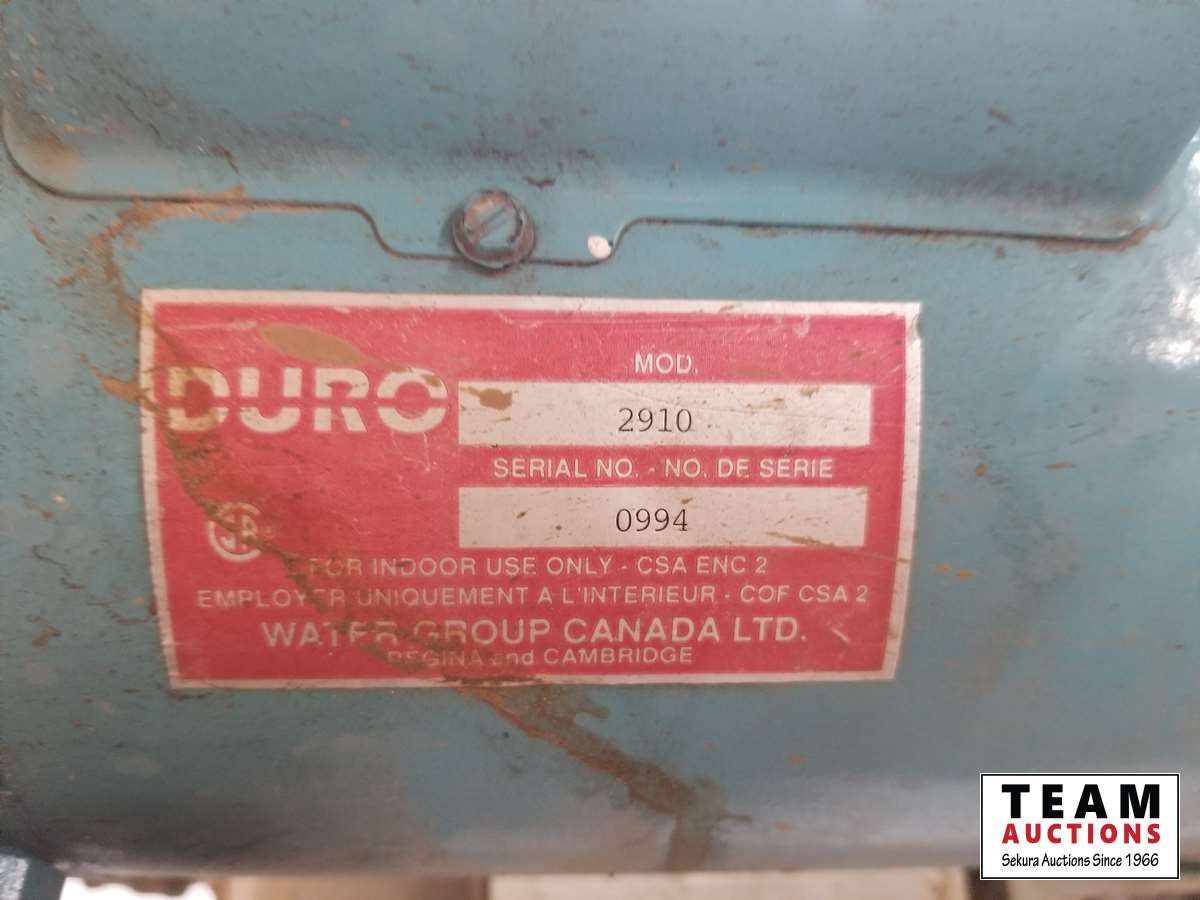 DURO
MOD.
2910
SERIAL NO. - NO. DE SERIE
0994
FOR INDOOR USE ONLY - CSA ENC 2
EMPLOYER UNIQUEMENT A L'INTERIEUR - COF CSA 2
WATER GROUP CANADA LTD.
REGINA and CAMBRIDGE
TEAM
AUCTIONS
Sekura Auctions Since 1966